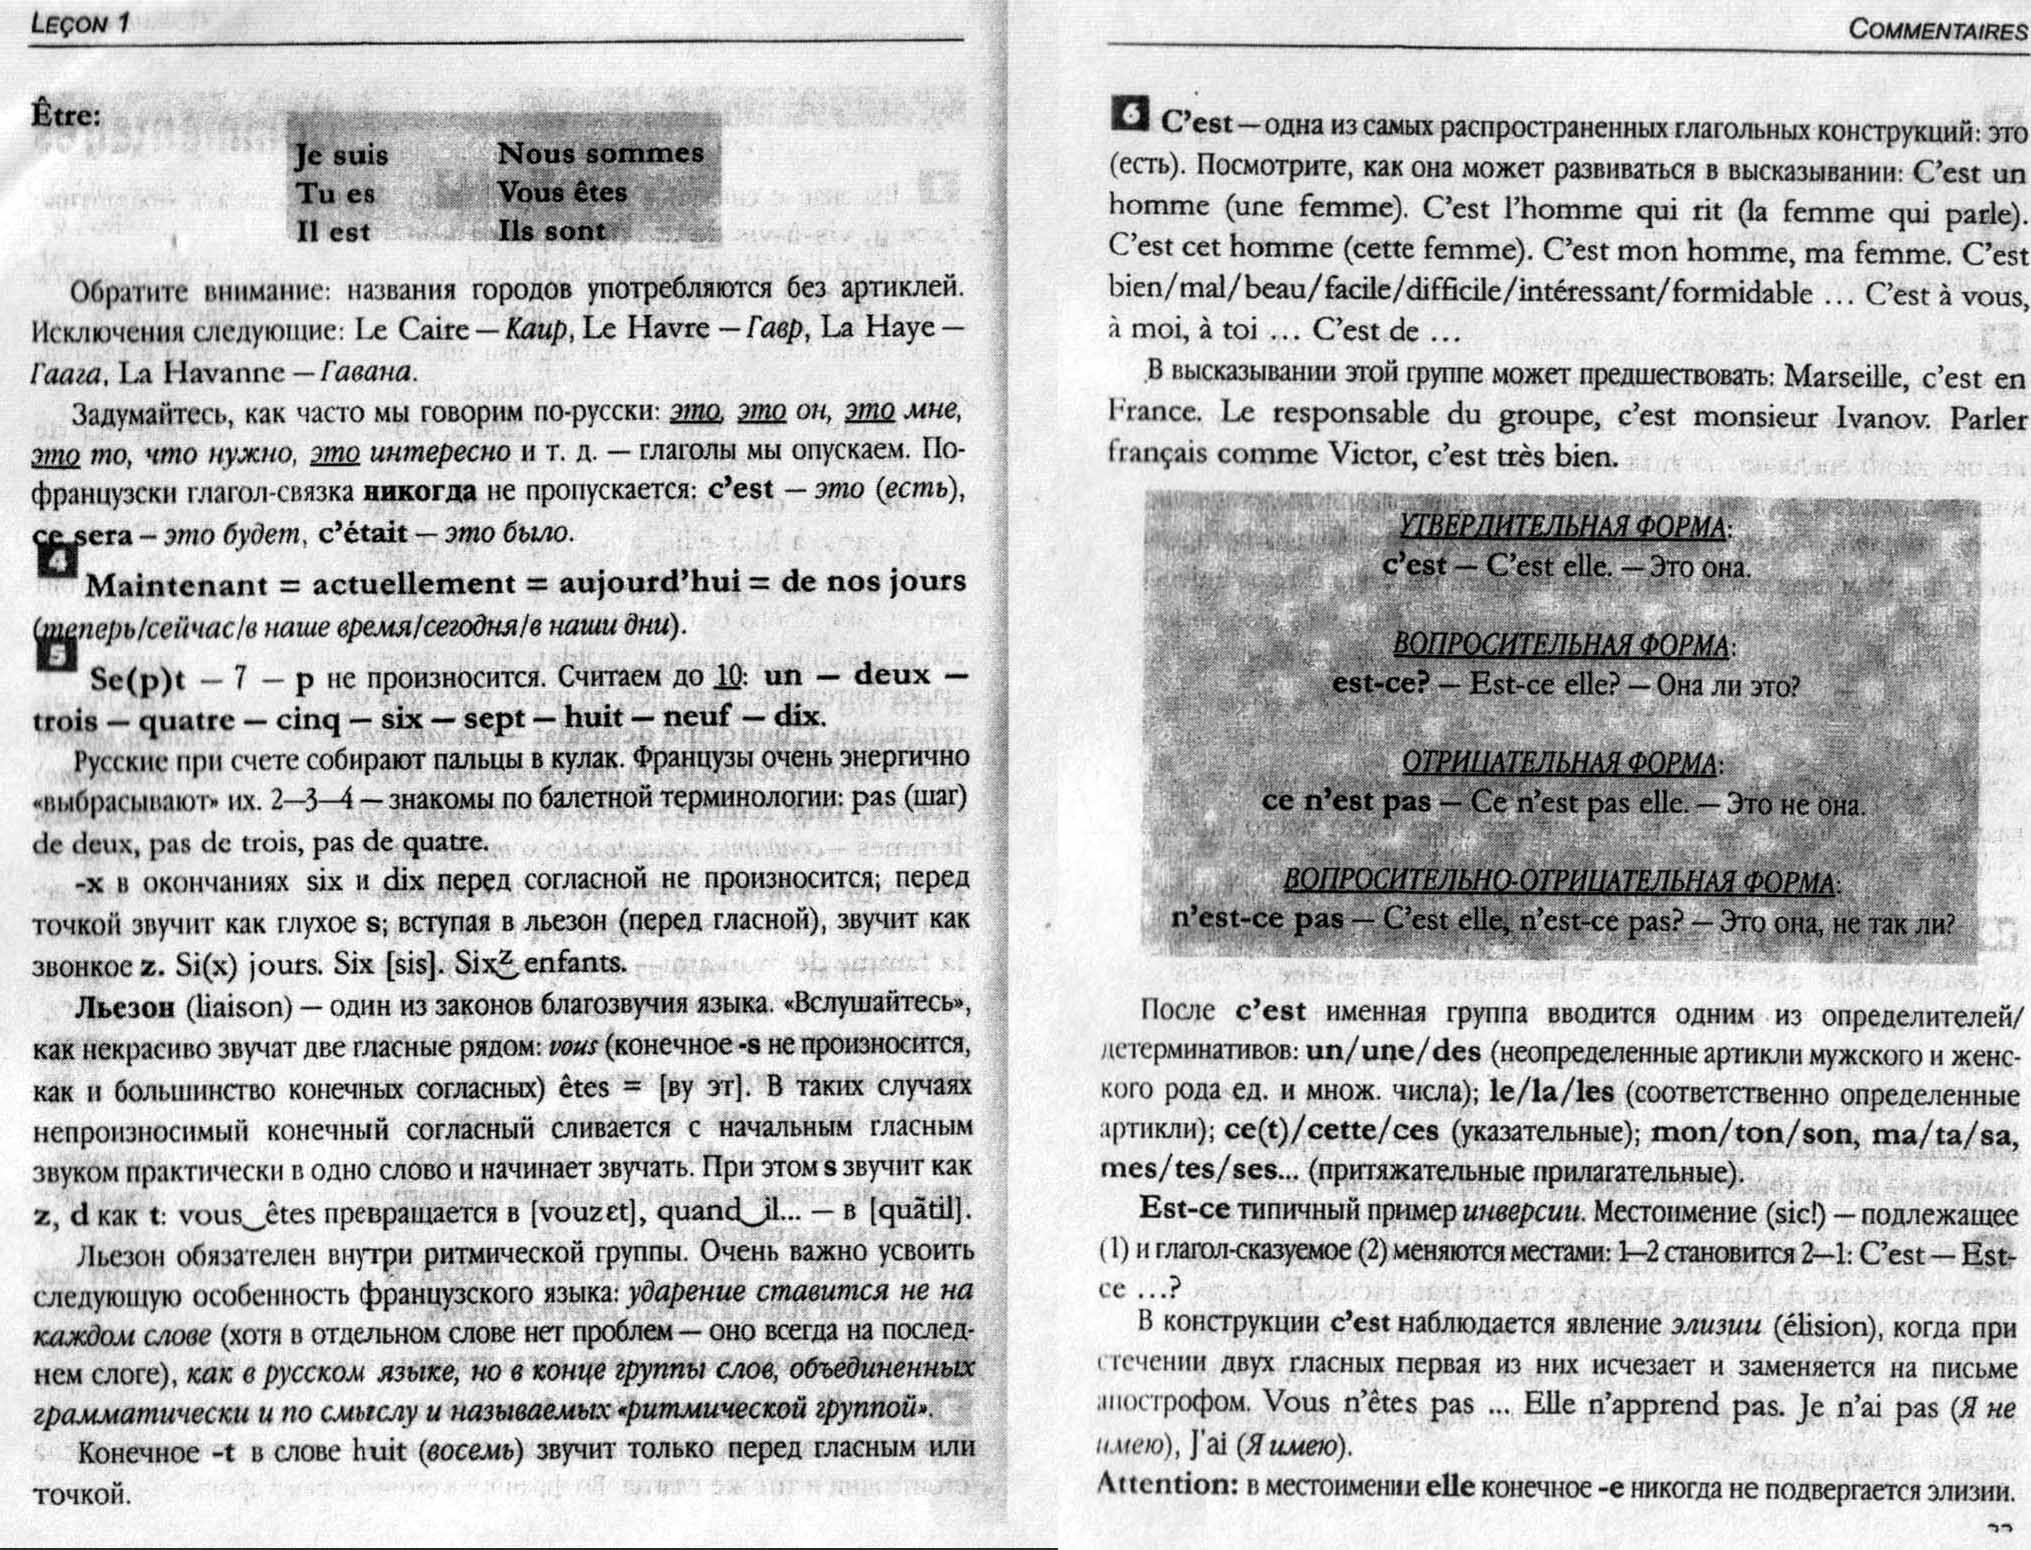 LEÇON 1
Être:
Je suis Nous sommes
Tu es Vous êtes
Il est Ils sont
Обратите внимание: названия городов употребляются без артиклей.
Исключения следующие: Le Caire — Каир, Le Havre — Гавр, La Haye —
Гаага, La Havanne — Гавана.
Задумайтесь, как часто мы говорим по-русски: это, это он, это мне,
это то, что нужно, это интересно и т. д. — глаголы мы опускаем. По-
французски глагол-связка никогда не пропускается: c’est — это (есть),
ce sera — это будет, c’était — это было.
4
Maintenant = actuellement = aujourd’hui = de nos jours
(теперь/сейчас/в наше время/сегодня/в наши дни).
5
Se(p)t — 7 — p не произносится. Считаем до 10: un — deux —
trois — quatre — cinq — six — sept — huit — neuf — dix.
Русские при счете собирают пальцы в кулак. Французы очень энергично
«выбрасывают» их. 2—3—4 — знакомы по балетной терминологии: pas (шаг)
de deux, pas de trois, pas de quatre.
-x в окончаниях six и dix перед согласной не произносится; перед
точкой звучит как глухое s; вступая в льезон (перед гласной), звучит как
звонкое z. Si(x) jours. Six [sis]. Six z enfants.
Льезон (liaison) — один из законов благозвучия языка. «Вслушайтесь»,
как некрасиво звучат две гласные рядом: vous (конечное -s не произносится,
как и большинство конечных согласных) êtes = [ву эт]. В таких случаях
непроизносимый конечный согласный сливается с начальным гласным
звуком практически в одно слово и начинает звучать. При этом s звучит как
z, d как t: vous‿êtes превращается в [vouzεt], quand‿il... — в [quãtil].
Льезон обязателен внутри ритмической группы. Очень важно усвоить
следующую особенность французского языка: ударение ставится не на
каждом слове (хотя в отдельном слове нет проблем — оно всегда на послед-
нем слоге), как в русском языке, но в конце группы слов, объединенных
грамматически и по смыслу и называемых «ритмической группой».
Конечное -t в слове huit (восемь) звучит только перед гласным или
точкой.
COMMENTAIRES
6 C’est — одна из самых распространенных глагольных конструкций: это
(есть). Посмотрите, как она может развиваться в высказывании: C’est un
homme (une femme). C’est l’homme qui rit (la femme qui parle).
C’est cet homme (cette femme). C’est mon homme, ma femme. C’est
bien/mal/beau/facile/difficile/intéressant/formidable ... C’est à vous,
à moi, à toi ... C’est de ...
В высказывании этой группе может предшествовать: Marseille, c’est en
France. Le responsable du groupe, c’est monsieur Ivanov. Parler
français comme Victor, c’est très bien.
УТВЕРДИТЕЛЬНАЯ ФОРМА:
c’est — C’est elle. — Это она.
ВОПРОСИТЕЛЬНАЯ ФОРМА:
est-ce? — Est-ce elle? — Она ли это?
ОТРИЦАТЕЛЬНАЯ ФОРМА:
ce n’est pas — Ce n’est pas elle. — Это не она.
ВОПРОСИТЕЛЬНО-ОТРИЦАТЕЛЬНАЯ ФОРМА:
n’est-ce pas — C’est elle, n’est-ce pas? — Это она, не так ли?
После c’est именная группа вводится одним из определителей/
детерминативов: un/une/des (неопределенные артикли мужского и женс-
кого рода ед. и множ. числа); le/la/les (соответственно определенные
артикли); ce(t)/cette/ces (указательные); mon/ton/son, ma/ta/sa,
mes/tes/ses... (притяжательные прилагательные).
Est-ce типичный пример инверсии. Местоимение (sic!) — подлежащее
(1) и глагол-сказуемое (2) меняются местами: 1—2 становится 2—1: C’est — Est-
ce ...?
В конструкции c’est наблюдается явление элизии (élision), когда при
стечении двух гласных первая из них исчезает и заменяется на письме
апострофом. Vous n’êtes pas ... Elle n’apprend pas. Je n’ai pas (Я не
имею), J’ai (Я имею).
Attention: в местоимении elle конечное -e никогда не подвергается элизии.